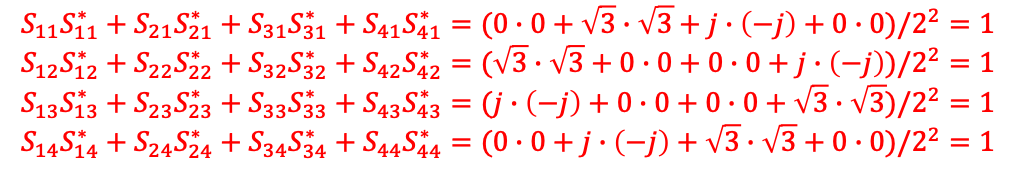 S₁₁S₁₁* + S₂₁S₂₁* + S₃₁S₃₁* + S₄₁S₄₁* = (0 · 0 + √3 · √3 + j · (−j) + 0 · 0)/2² = 1
S₁₂S₁₂* + S₂₂S₂₂* + S₃₂S₃₂* + S₄₂S₄₂* = (√3 · √3 + 0 · 0 + 0 · 0 + j · (−j))/2² = 1
S₁₃S₁₃* + S₂₃S₂₃* + S₃₃S₃₃* + S₄₃S₄₃* = (j · (−j) + 0 · 0 + 0 · 0 + √3 · √3)/2² = 1
S₁₄S₁₄* + S₂₄S₂₄* + S₃₄S₃₄* + S₄₄S₄₄* = (0 · 0 + j · (−j) + √3 · √3 + 0 · 0)/2² = 1